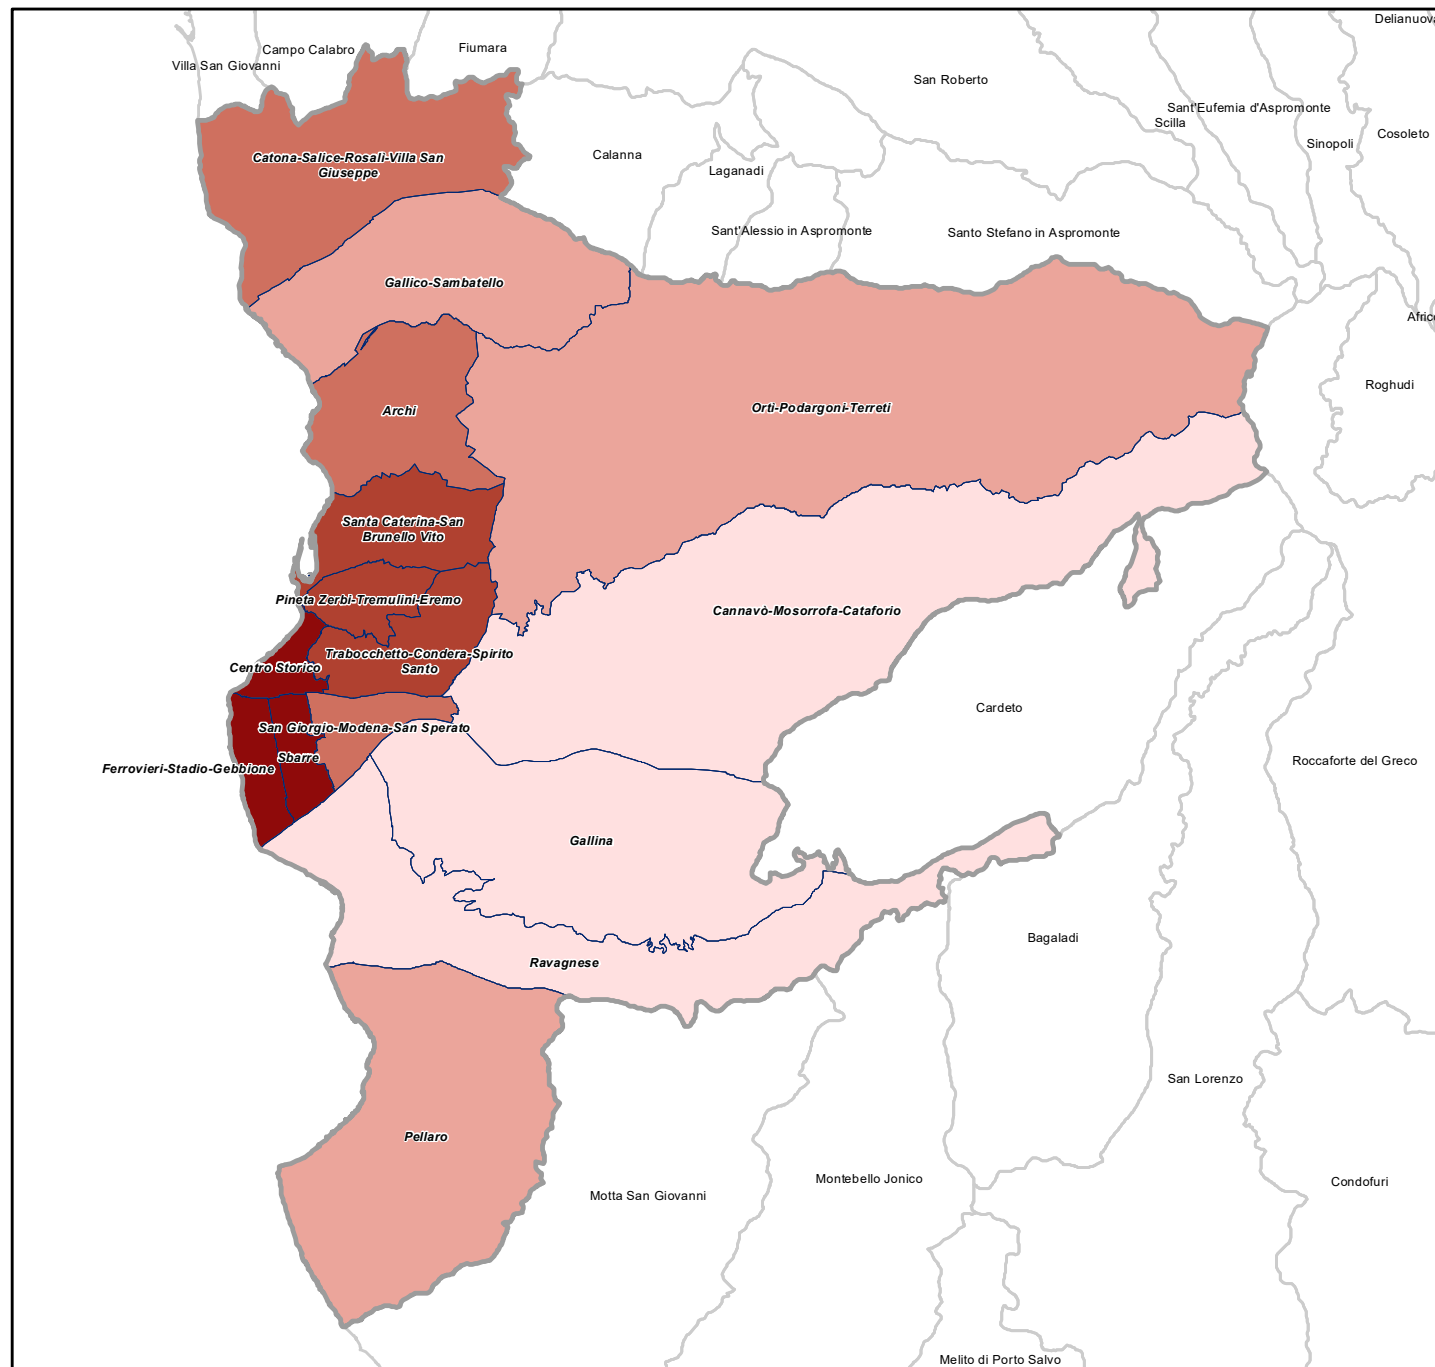 Delianuova
Campo Calabro
Fiumara
Villa San Giovanni
San Roberto
Sant'Eufemia d'Aspromonte
Scilla
Cosoleto
Sinopoli
Catona-Salice-Rosali-Villa San
Giuseppe
Calanna
Laganadi
Sant'Alessio in Aspromonte
Santo Stefano in Aspromonte
Gallico-Sambatello
Roghudi
Archi
Orti-Podargoni-Terreti
Santa Caterina-San
Brunello Vito
Pineta Zerbi-Tremulini-Eremo
Cannavò-Mosorrofa-Cataforio
Trabocchetto-Condera-Spirito
Santo
Centro Storico
Cardeto
San Giorgio-Modena-San Sperato
Sbarre
Ferrovieri-Stadio-Gebbione
Roccaforte del Greco
Gallina
Bagaladi
Ravagnese
San Lorenzo
Pellaro
Motta San Giovanni
Montebello Jonico
Condofuri
Melito di Porto Salvo